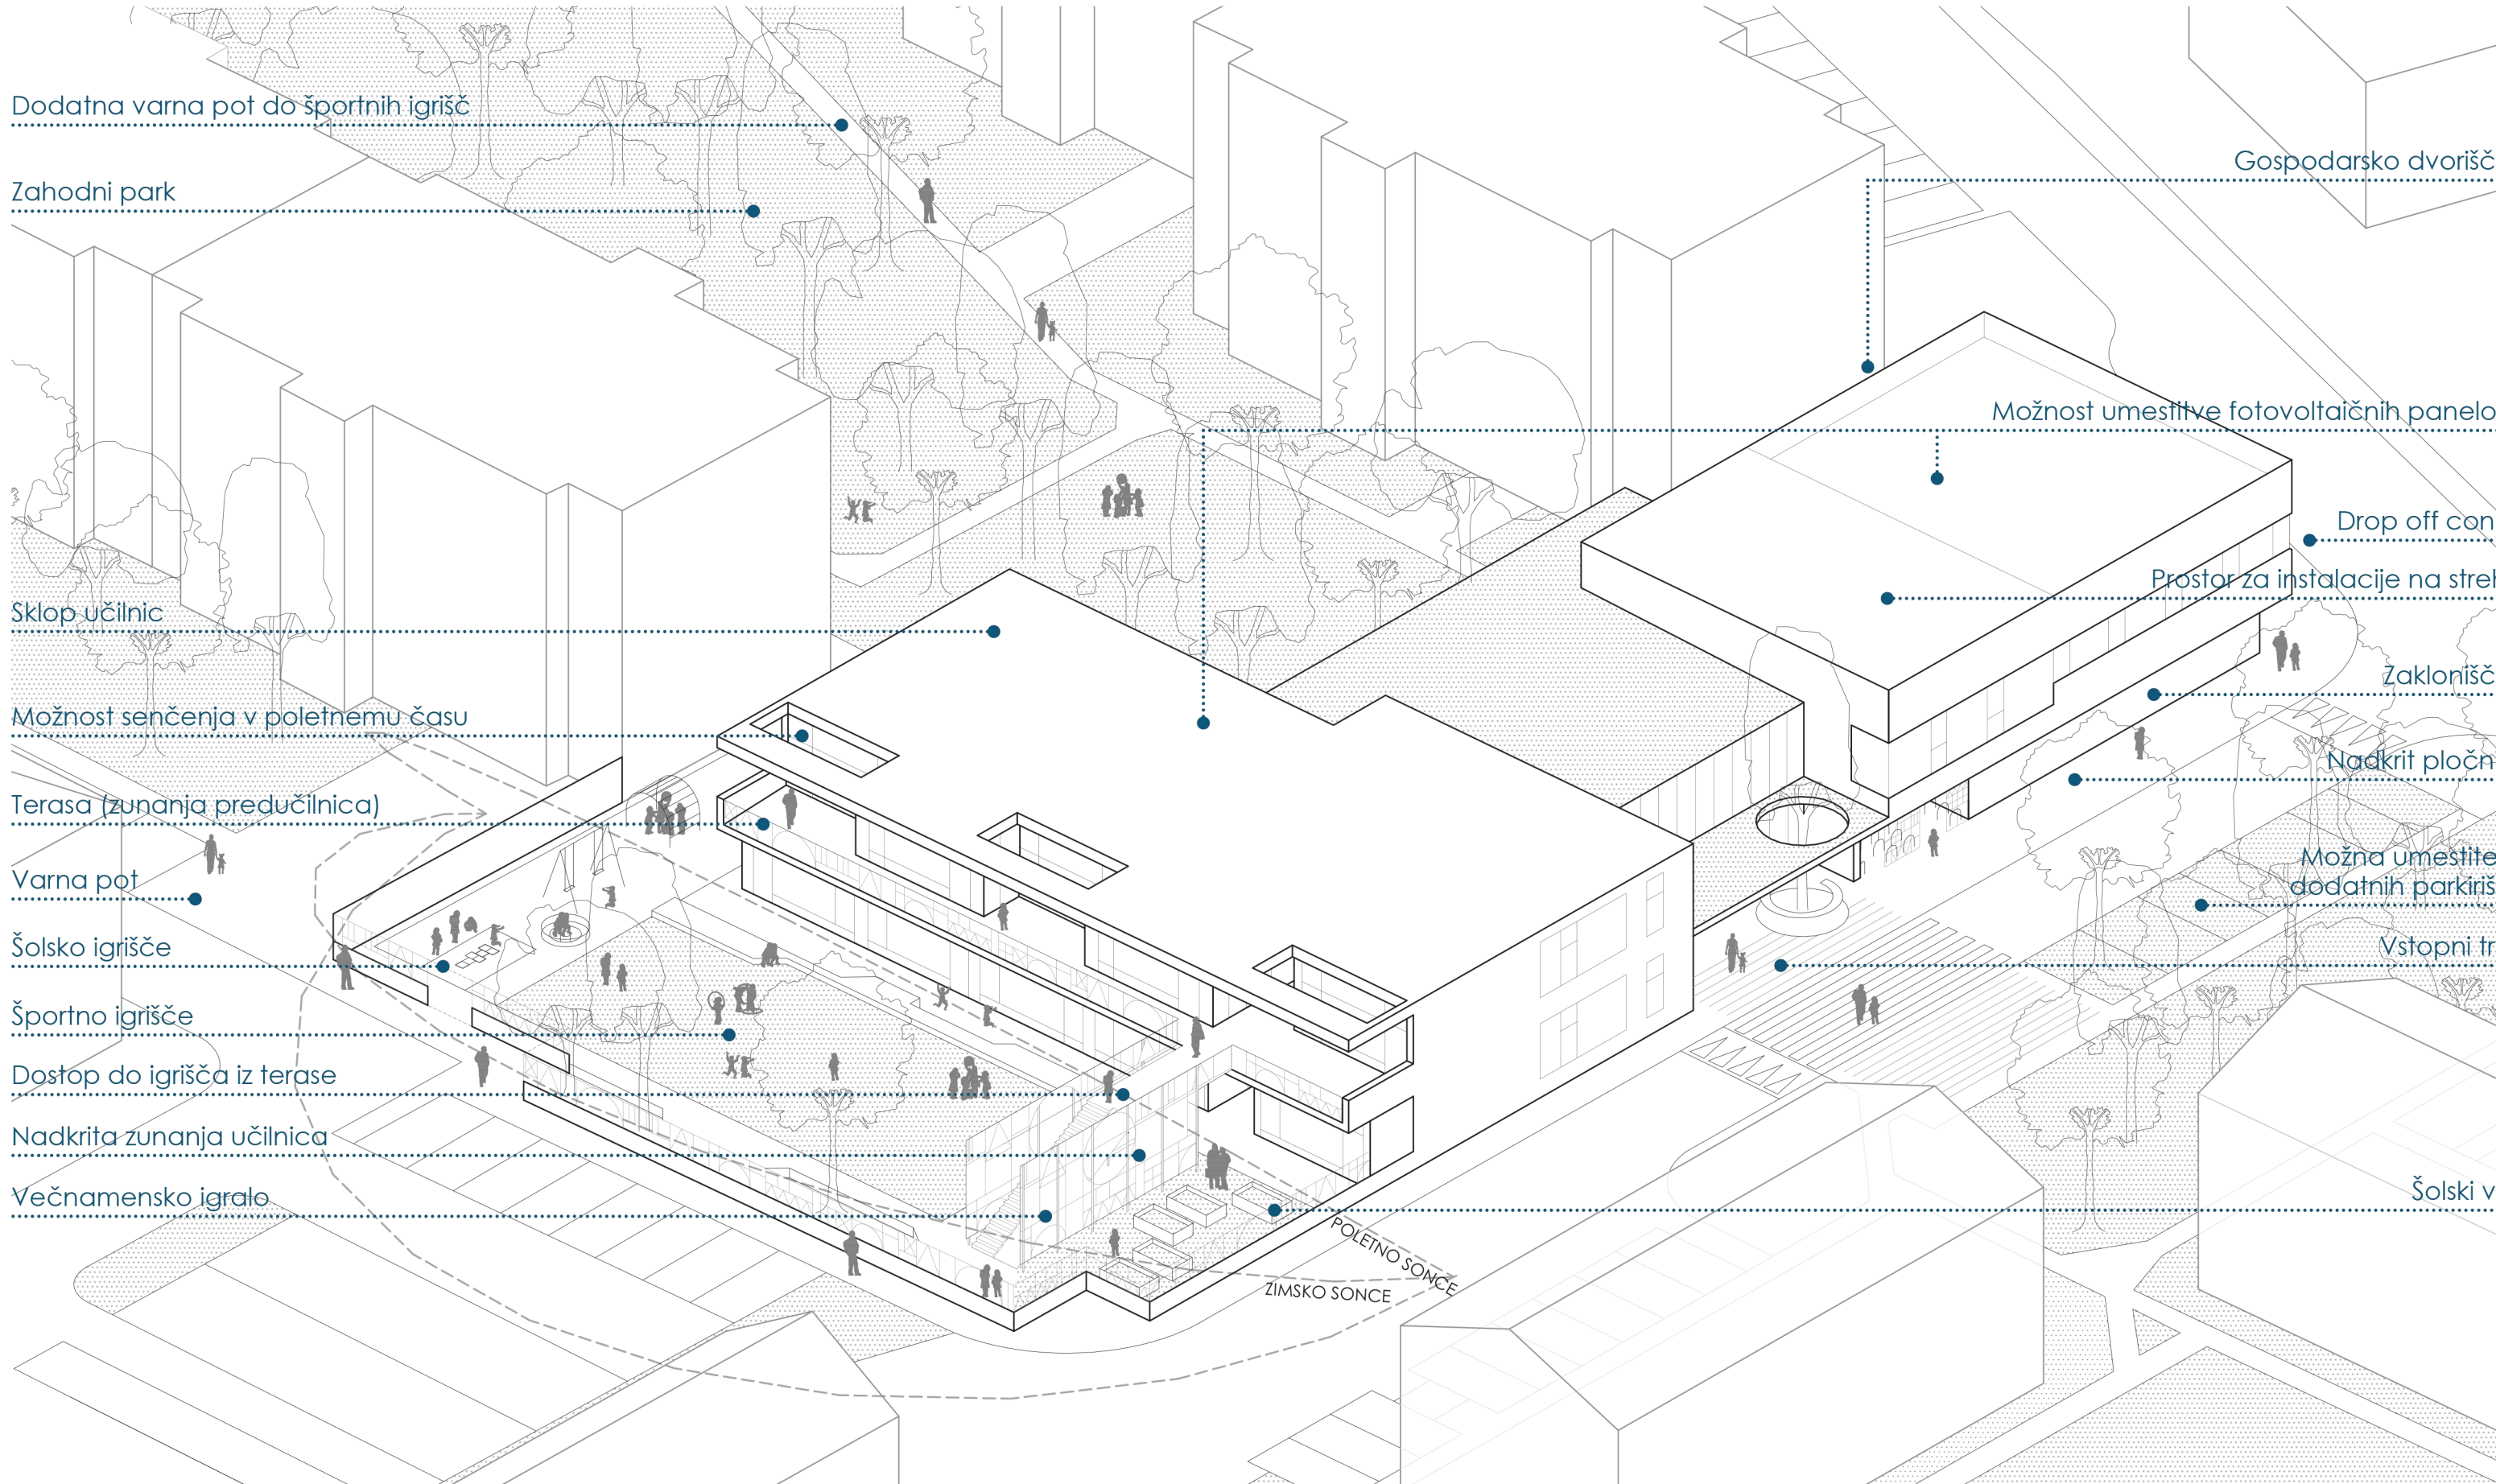 Dodatna varna pot do športnih igrišč
Zahodni park
Sklop učilnic
Možnost senčenja v poletnemu času
Terasa (zunanja predučilnica)
Varna pot
Šolsko igrišče
Športno igrišče
Dostop do igrišča iz terase
Nadkrita zunanja učilnica
Večnamensko igralo
Gospodarsko dvorišč
Možnost umestitve fotovoltaičnih panelo
Drop off con
Prostor za instalacije na streh
Zaklonišč
Nadkrit pločn
Možna umestite
dodatnih parkiriš
Vstopni tr
Šolski v
POLETNO SONCE
ZIMSKO SONCE